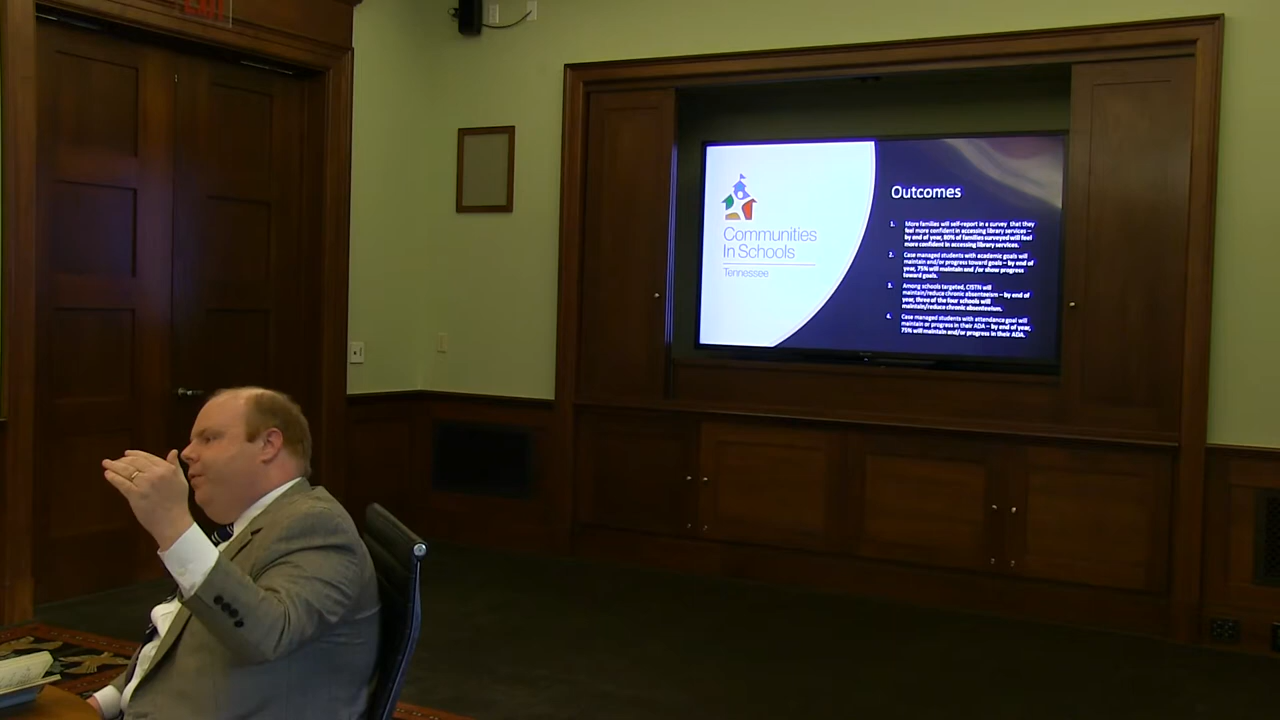 EXIT
Communities
In Schools
Tennessee
Outcomes
1. More families will self-report in a survey that they
feel more confident in accessing library services –
by end of year, 80% of families surveyed will feel
more confident in accessing library services.
2. Case managed students with academic goals will
maintain and/or progress toward goals – by end of
year, 75% will maintain and /or show progress
toward goals.
3. Among schools targeted, CISTN will
maintain/reduce chronic absenteeism – by end of
year, three of the four schools will
maintain/reduce chronic absenteeism.
4. Case managed students with attendance goal will
maintain or progress in their ADA – by end of year,
75% will maintain and/or progress in their ADA.